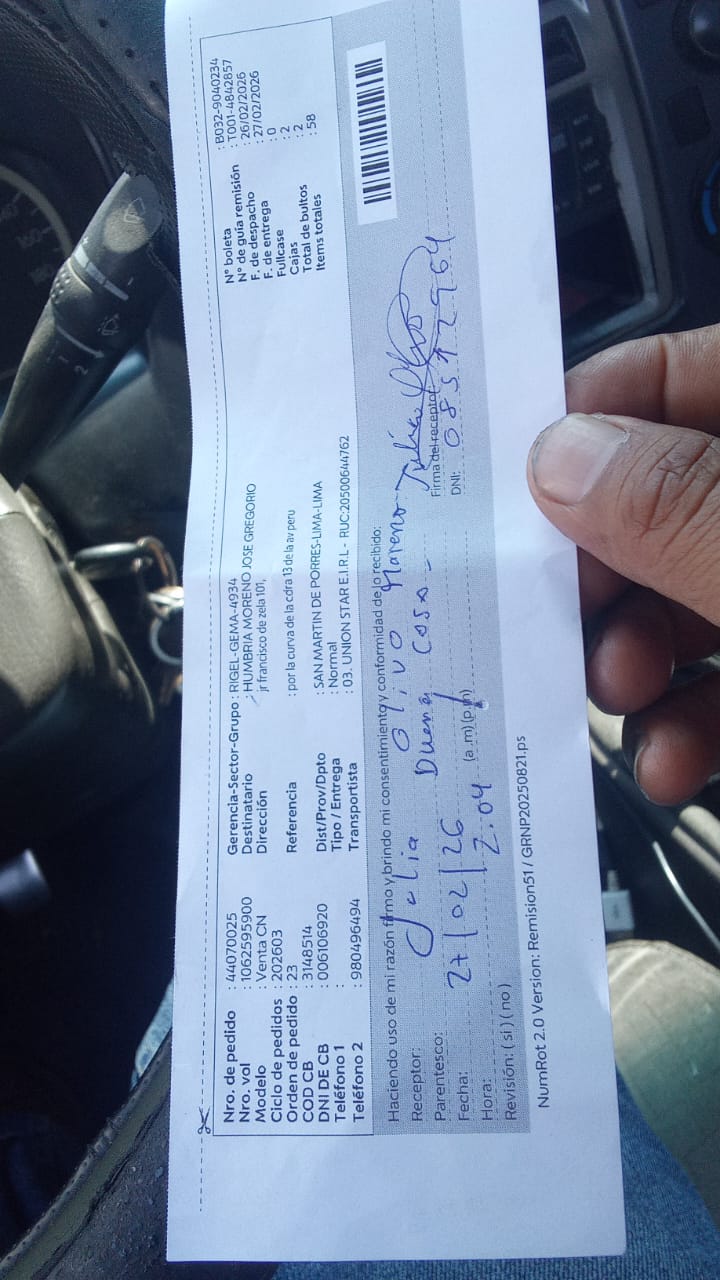 Nro. de pedido : 44070025
Nro. vol : 1062595900
Modelo : Venta CN
Ciclo de pedidos : 202603
Orden de pedido : 23
COD CB : 3148514
DNI DE CB : 006106920
Teléfono 1 :
Teléfono 2 : 980496494
Gerencia-Sector-Grupo : RIGEL-GEMA-4934
Destinatario : HUMBRIA MORENO JOSE GREGORIO
Dirección : jr francisco de zela 101,
Referencia : por la curva de la cdra 13 de la av peru
Dist/Prov/Dpto : SAN MARTIN DE PORRES-LIMA-LIMA
Tipo / Entrega : Normal
Transportista : 03. UNION STAR E.I.R.L - RUC:20500644762
N° boleta : B032-9040234
N° de guía remisión : T001-4842857
F. de despacho : 26/02/2026
F. de entrega : 27/02/2026
Fullcase : 0
Cajas : 2
Total de bultos : 2
Items totales : 58
Haciendo uso de mi razón firmo y brindo mi consentimiento y conformidad de lo recibido:
Receptor: Julia Olivo Moreno
Parentesco: Duena casa
Fecha: 27/02/26
Hora: 2:04 (a.m) (p.m)
Revisión: ( si ) ( no )
Firma del receptor
DNI:
NumRot 2.0 Version: Remision51 / GRNP20250821.ps